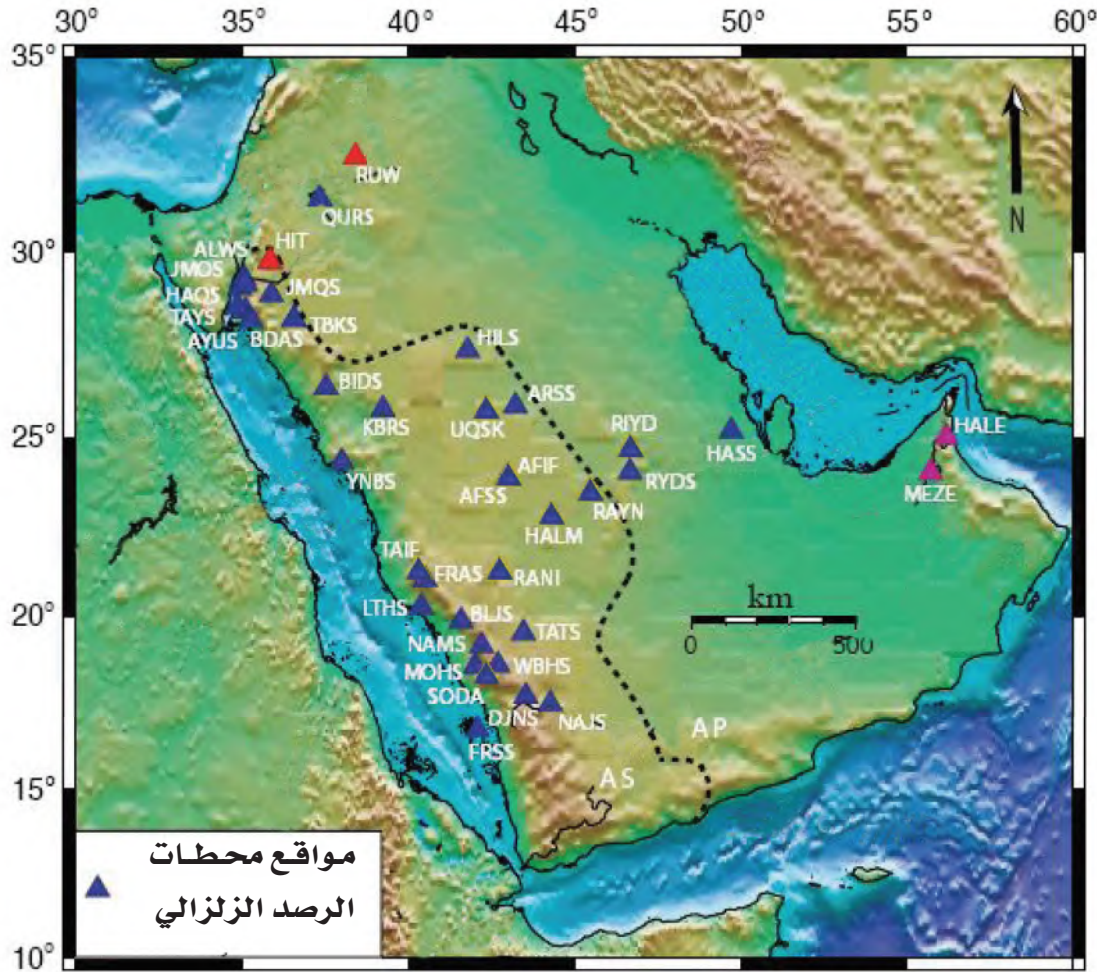 30° 35° 40° 45° 50° 55° 60°
35°
RUW
QURS
N
30°
ALWS HIT
JMOS
JMQS
HAQS
TAYS
TBKS
AYUS BDAS
HILS
BIDS
ARSS
KBRS
UQSK
RIYD
HASS
HALE
25°
YNBS
AFIF
RYDS
MEZE
AFSS
RAYN
HALM
TAIF
FRAS
RANI
LTHS
BLJS
km
20°
TATS
0 500
NAMS
WBHS
MOHS
SODA
DJNS
NAJS
FRSS
AP
AS
15°
مواقع محطات
الرصد الزلزالي
10°